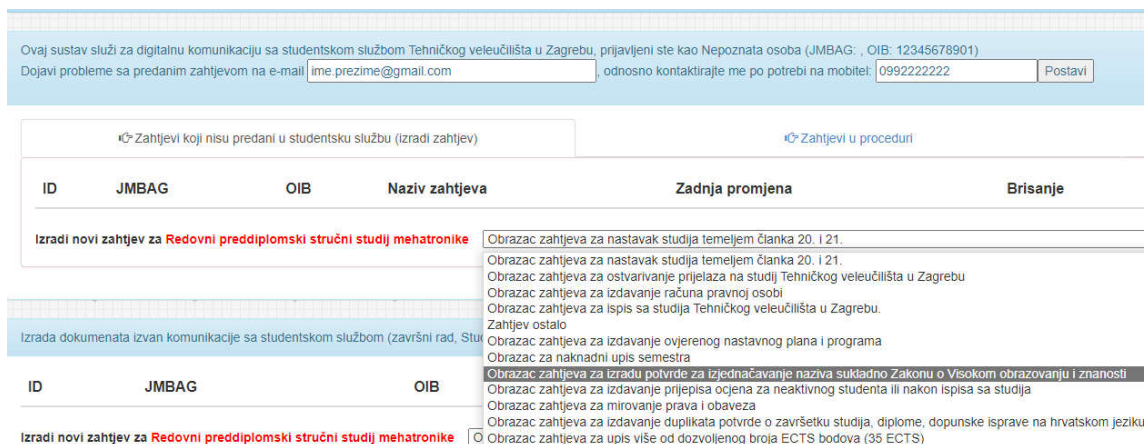 Ovaj sustav služi za digitalnu komunikaciju sa studentskom službom Tehničkog veleučilišta u Zagrebu, prijavljeni ste kao Nepoznata osoba (JMBAG: , OIB: 12345678901)
Dojavi probleme sa predanim zahtjevom na e-mail ime.prezime@gmail.com , odnosno kontaktirajte me po potrebi na mobitel: 0992222222 Postavi
Zahtjevi koji nisu predani u studentsku službu (izradi zahtjev) Zahtjevi u proceduri
ID JMBAG OIB Naziv zahtjeva Zadnja promjena Brisanje
Izradi novi zahtjev za Redovni preddiplomski stručni studij mehatronike Obrazac zahtjeva za nastavak studija temeljem članka 20. i 21.
Obrazac zahtjeva za nastavak studija temeljem članka 20. i 21.
Obrazac zahtjeva za ostvarivanje prijelaza na studij Tehničkog veleučilišta u Zagrebu
Obrazac zahtjeva za izdavanje računa pravnoj osobi
Obrazac zahtjeva za ispis sa studija Tehničkog veleučilišta u Zagrebu.
Zahtjev ostalo
Izrada dokumenata izvan komunikacije sa studentskom službom (završni rad, Stu
Obrazac zahtjeva za izdavanje ovjerenog nastavnog plana i programa
Obrazac za naknadni upis semestra
Obrazac zahtjeva za izradu potvrde za izjednačavanje naziva sukladno Zakonu o Visokom obrazovanju i znanosti
ID JMBAG OIB
Obrazac zahtjeva za izdavanje prijepisa ocjena za neaktivnog studenta ili nakon ispisa sa studija
Obrazac zahtjeva za mirovanje prava i obaveza
Obrazac zahtjeva za izdavanje duplikata potvrde o završetku studija, diplome, dopunske isprave na hrvatskom jezik
Izradi novi zahtjev za Redovni preddiplomski stručni studij mehatronike O Obrazac zahtjeva za upis više od dozvoljenog broja ECTS bodova (35 ECTS)